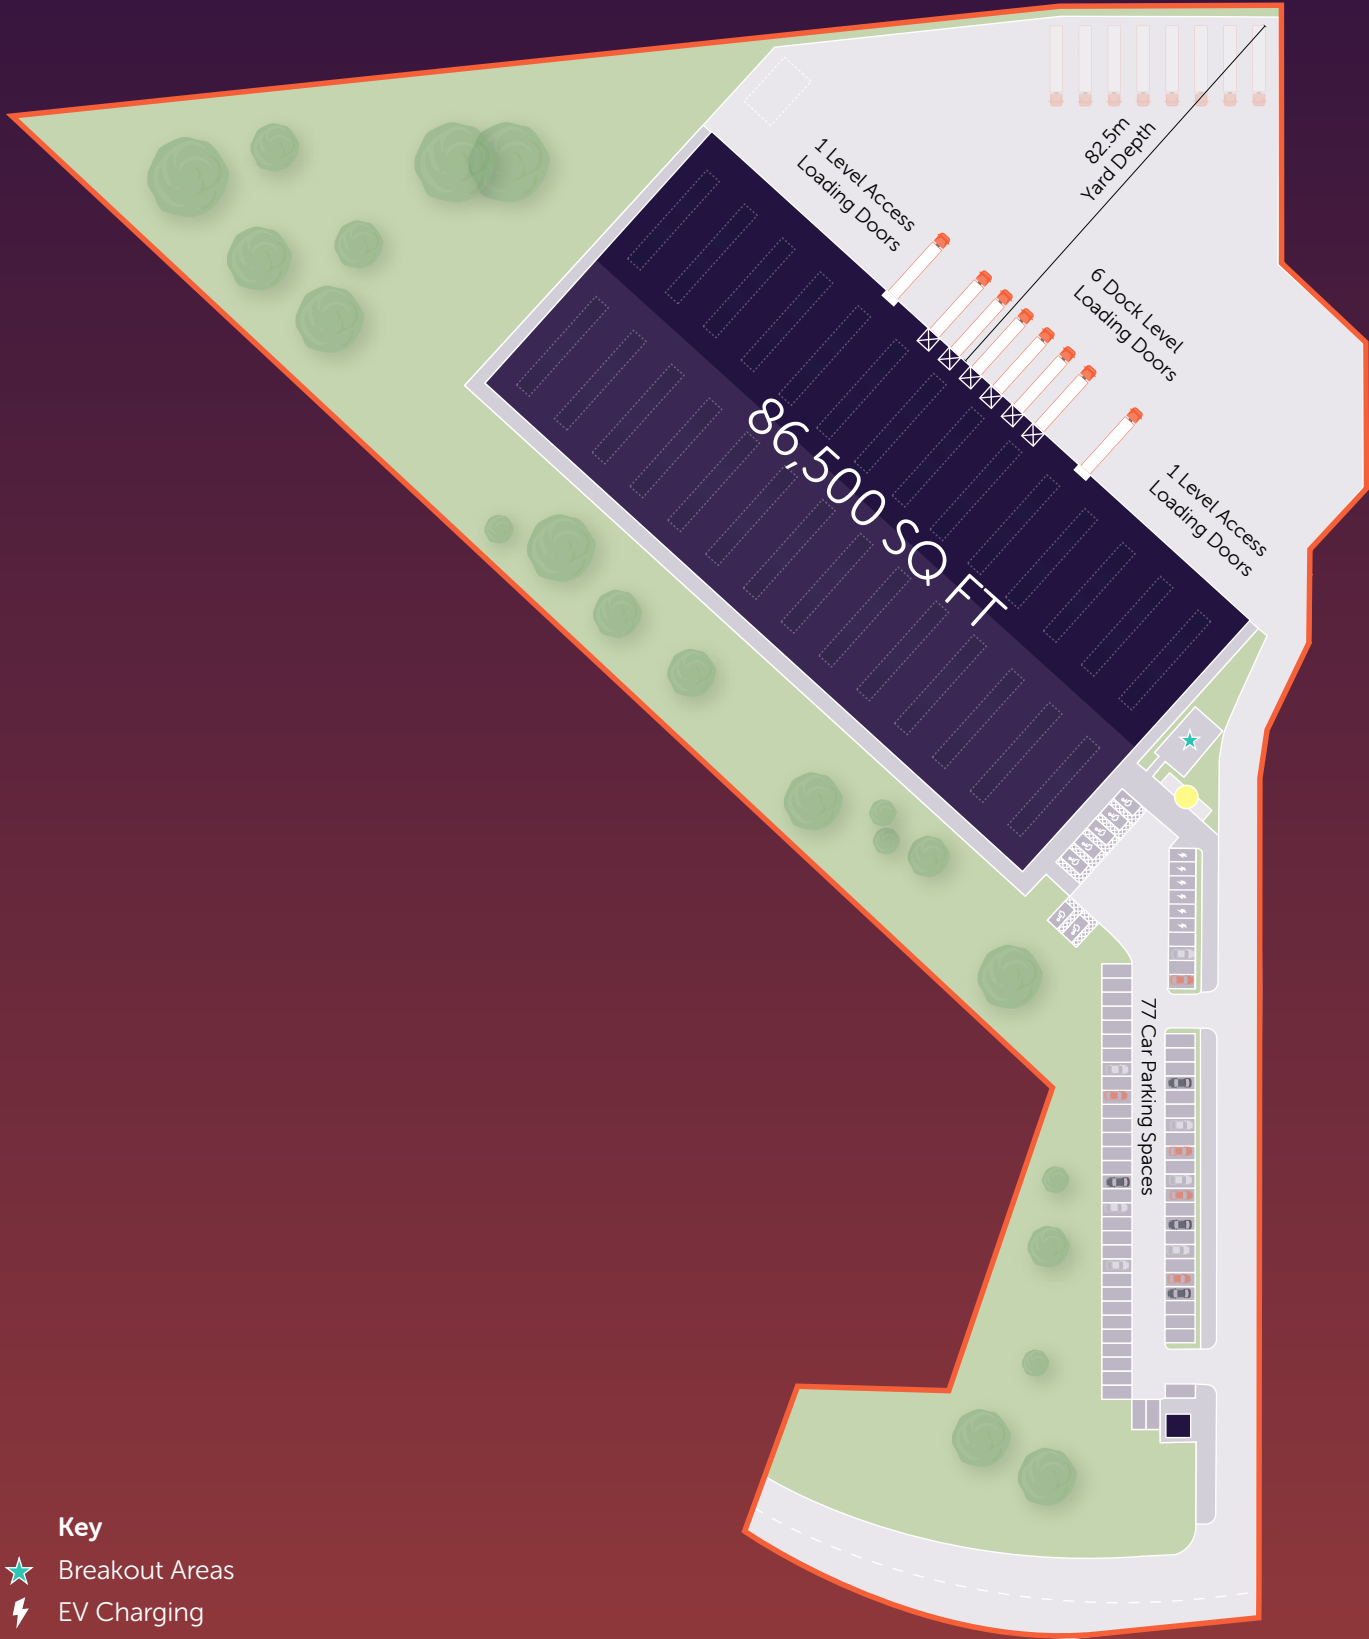 82.5m
Yard Depth
1 Level Access
Loading Doors
6 Dock Level
Loading Doors
86,500 SQ FT
1 Level Access
Loading Doors
77 Car Parking Spaces
Key
Breakout Areas
EV Charging